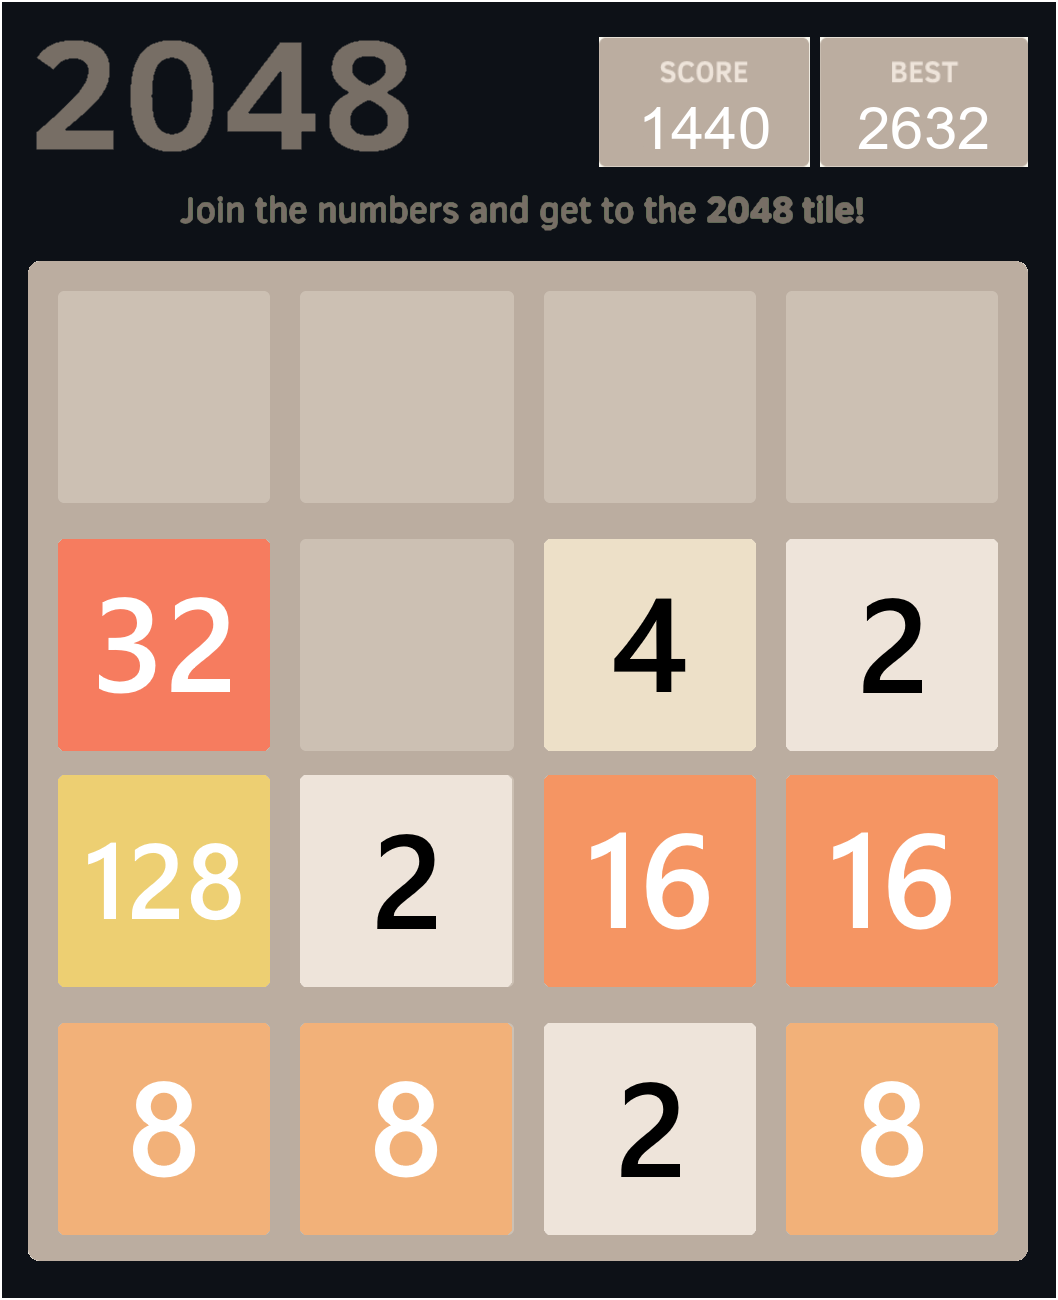 2048
SCORE BEST
1440 2632
Join the numbers and get to the 2048 tile!
32 4 2
128 2 16 16
8 8 2 8